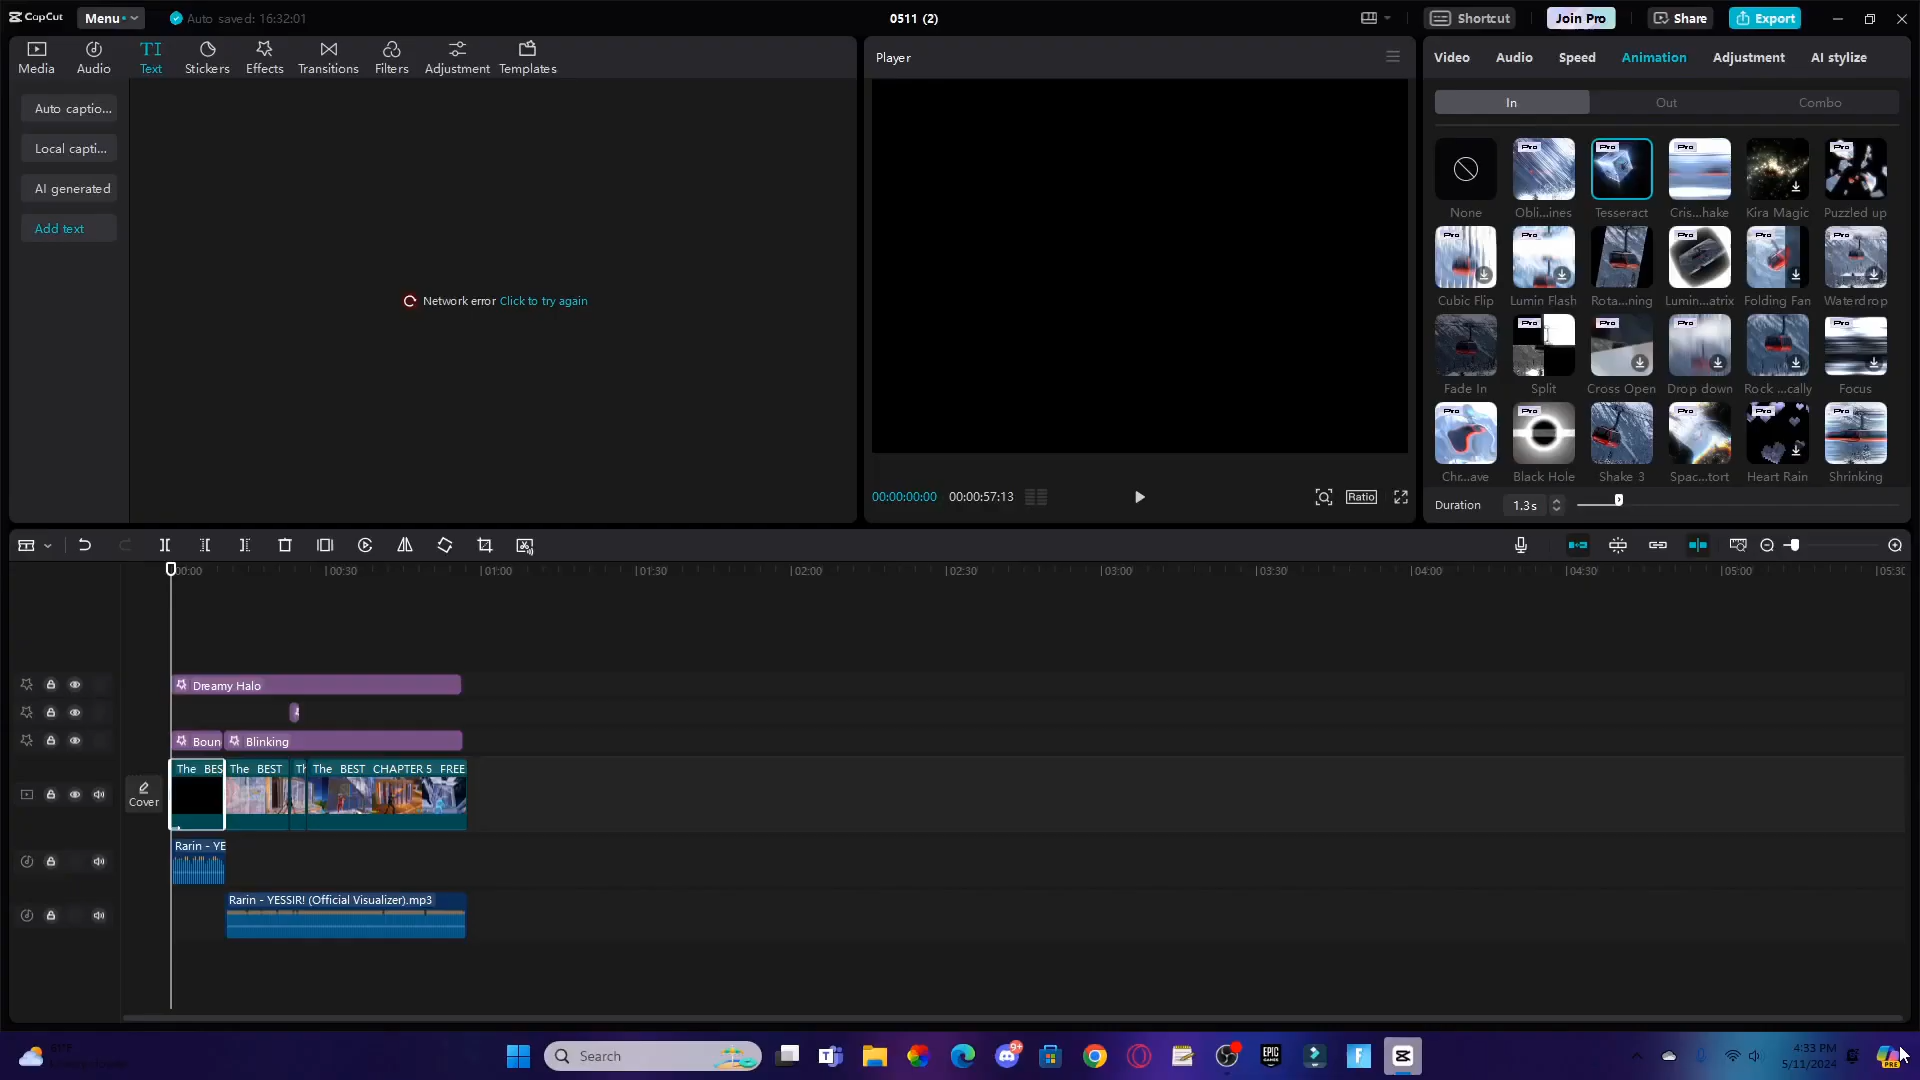 CapCut Menu Auto saved: 16:32:01 0511 (2) Shortcut Join Pro Share Export
Media Audio Text Stickers Effects Transitions Filters Adjustment Templates
Auto captio...
Local capti...
AI generated
Add text
Network error Click to try again
Player
00:00:00:00 00:00:57:13 Ratio
Video Audio Speed Animation Adjustment AI stylize
In Out Combo
Pro Pro Pro Pro
None Obli...ines Tesseract Cris...hake Kira Magic Puzzled up
Pro Pro Pro Pro
Cubic Flip Lumin Flash Rota...ning Lumin...atrix Folding Fan Waterdrop
Pro Pro Pro Pro Pro
Fade In Split Cross Open Drop down Rock ...cally Focus
Pro Pro Pro Pro
Chr...ave Black Hole Shake 3 Spac...tort Heart Rain Shrinking
Duration 1.3s
00:00 00:30 01:00 01:30 02:00 02:30 03:00 03:30 04:00 04:30 05:00 05:30
Dreamy Halo
Boun Blinking
The BES The BEST Th The BEST CHAPTER 5 FREE
Cover
Rarin - YE
Rarin - YESSIR! (Official Visualizer).mp3
61°F
Search
9+
EPIC
GAMES
4:33 PM
5/11/2024
PRE